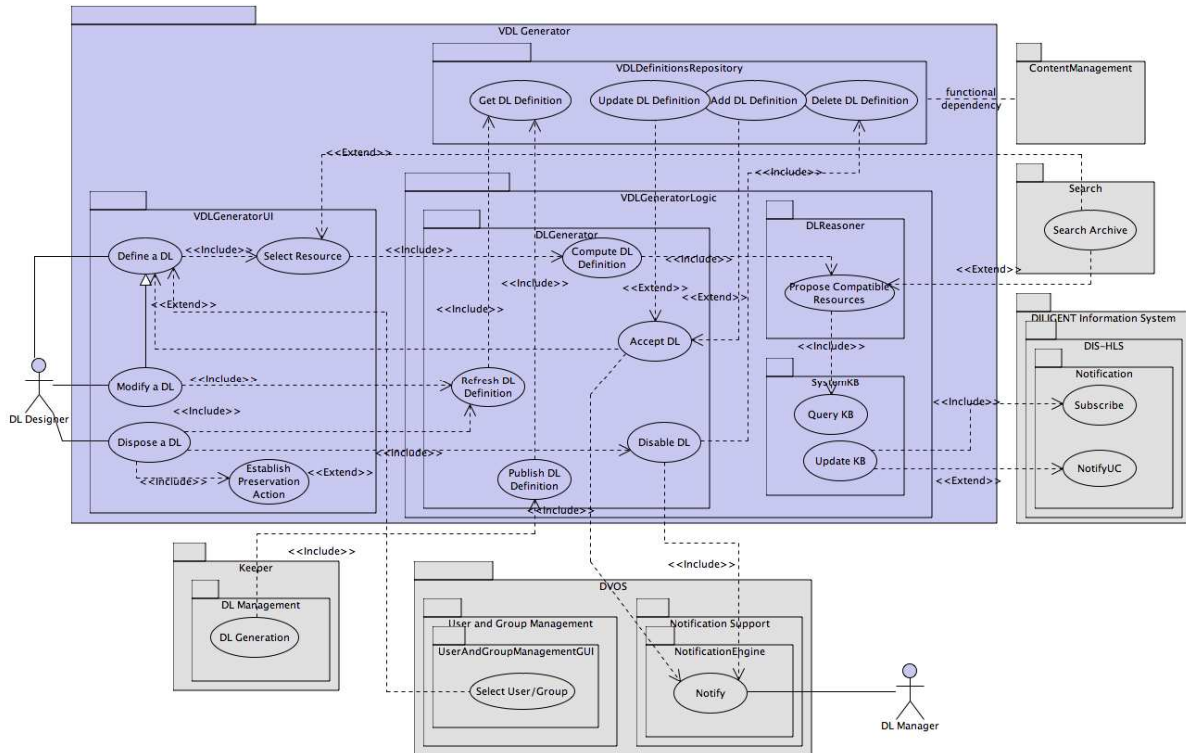 VDL Generator
VDLDefinitionsRepository
ContentManagement
Get DL Definition
Update DL Definition
Add DL Definition
Delete DL Definition
functional
dependency
<<Extend>>
<<Include>>
Search
VDLGeneratorUI
VDLGeneratorLogic
DLGenerator
DLReasoner
Search Archive
Define a DL
<<Include>>
Select Resource
<<Include>>
Compute DL
Definition
<<Include>>
<<Include>>
<<Extend>>
Propose Compatible
Resources
<<Extend>>
<<Extend>>
<<Extend>>
<<Include>>
DILIGENT Information System
DIS-HLS
Accept DL
<<Include>>
Notification
Modify a DL
<<Include>>
Refresh DL
Definition
SystemKB
DL Designer
<<Include>>
Query KB
<<Include>>
Subscribe
Dispose a DL
<<Include>>
Disable DL
Update KB
NotifyUC
<<Include>>
Establish
Preservation
Action
<<Extend>>
Publish DL
Definition
<<Extend>>
<<Include>>
<<Include>>
<<Include>>
Keeper
DVOS
DL Management
DL Generation
User and Group Management
Notification Support
UserAndGroupManagementGUI
NotificationEngine
Select User/Group
Notify
DL Manager